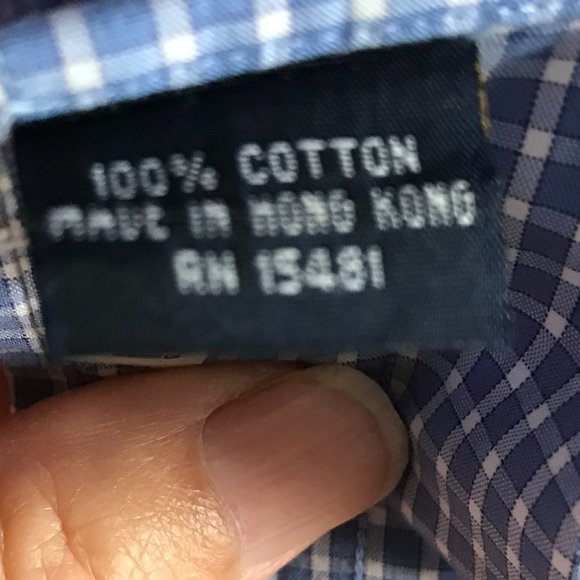 100% COTTON
MADE IN HONG KONG
RN 15481